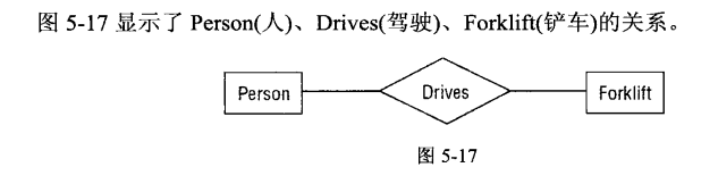 图 5-17 显示了 Person(人)、Drives(驾驶)、Forklift(铲车)的关系。
Person
Drives
Forklift
图 5-17